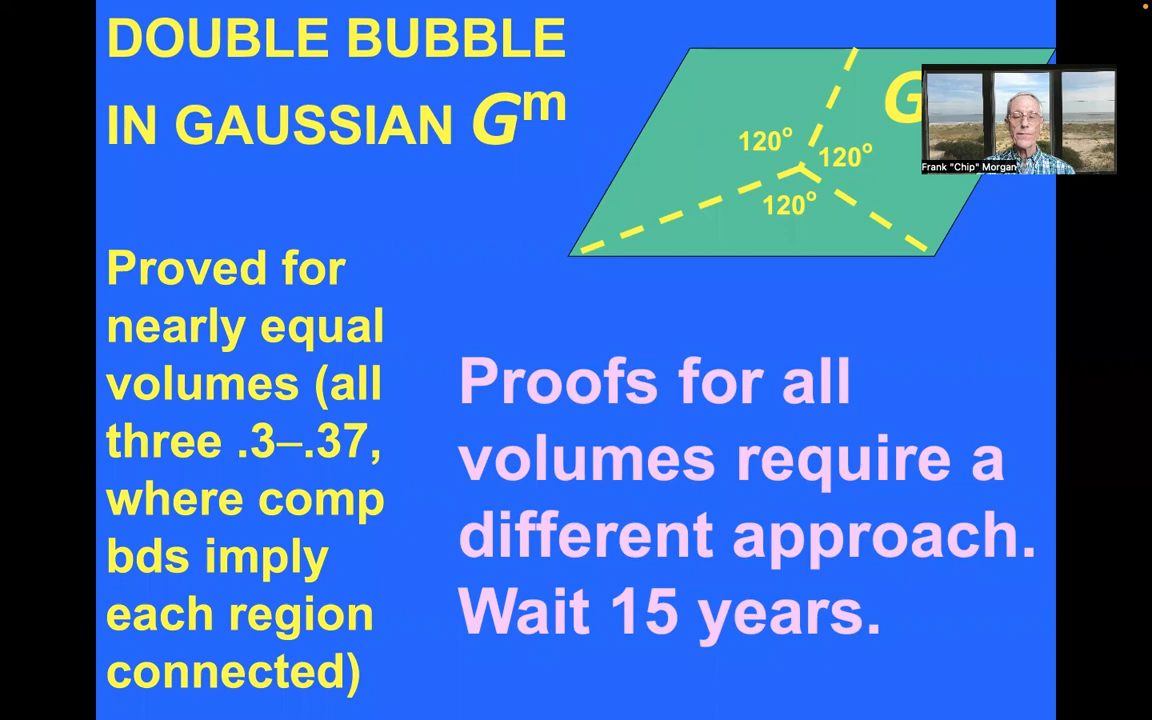 DOUBLE BUBBLE
IN GAUSSIAN Gᵐ
G
120°
120°
120°
Frank "Chip" Morgan
Proved for
nearly equal
volumes (all
three .3–.37,
where comp
bds imply
each region
connected)
Proofs for all
volumes require a
different approach.
Wait 15 years.